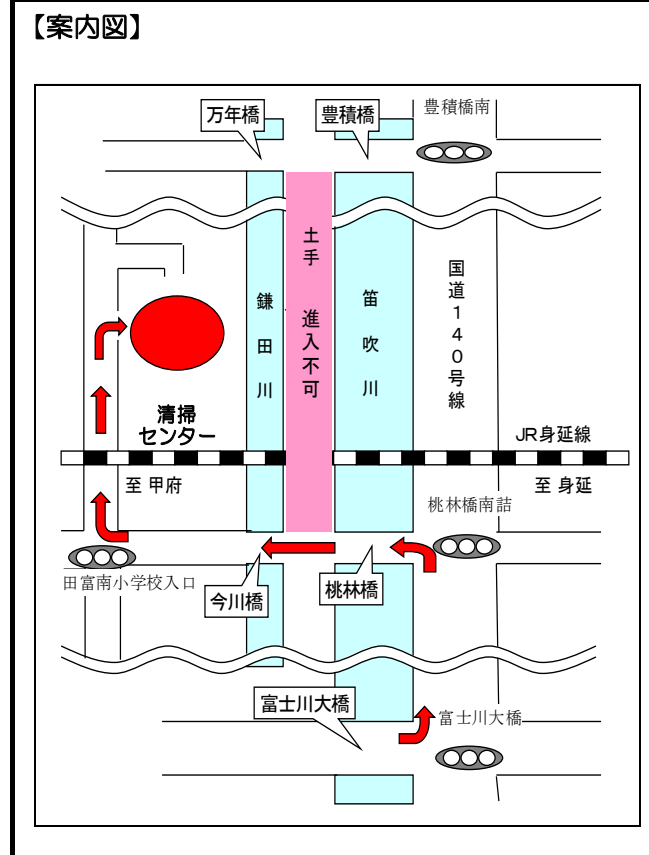 【案内図】
万年橋
豊積橋
豊積橋南
土手 進入不可
鎌田川
笛吹川
国道140号線
清掃
センター
JR身延線
至 甲府
至 身延
桃林橋南詰
田富南小学校入口
今川橋
桃林橋
富士川大橋
富士川大橋